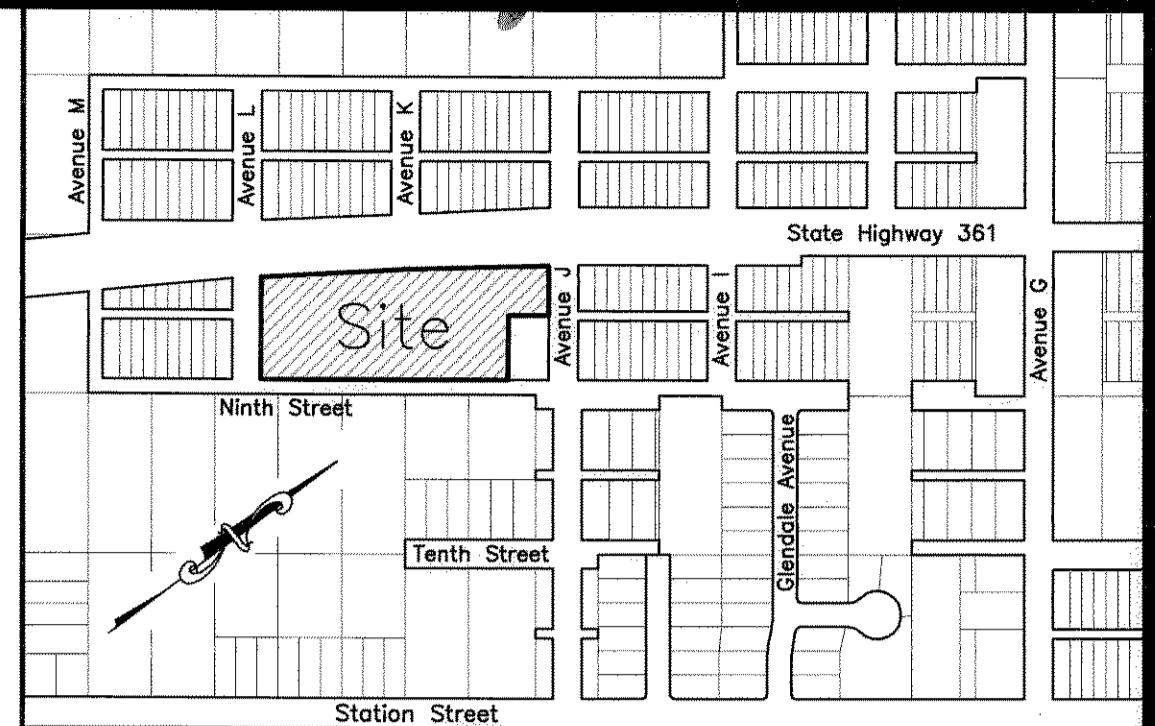 Avenue M
Avenue L
Avenue K
State Highway 361
Site
Avenue J
Avenue I
Avenue G
Ninth Street
Glendale Avenue
Tenth Street
Station Street